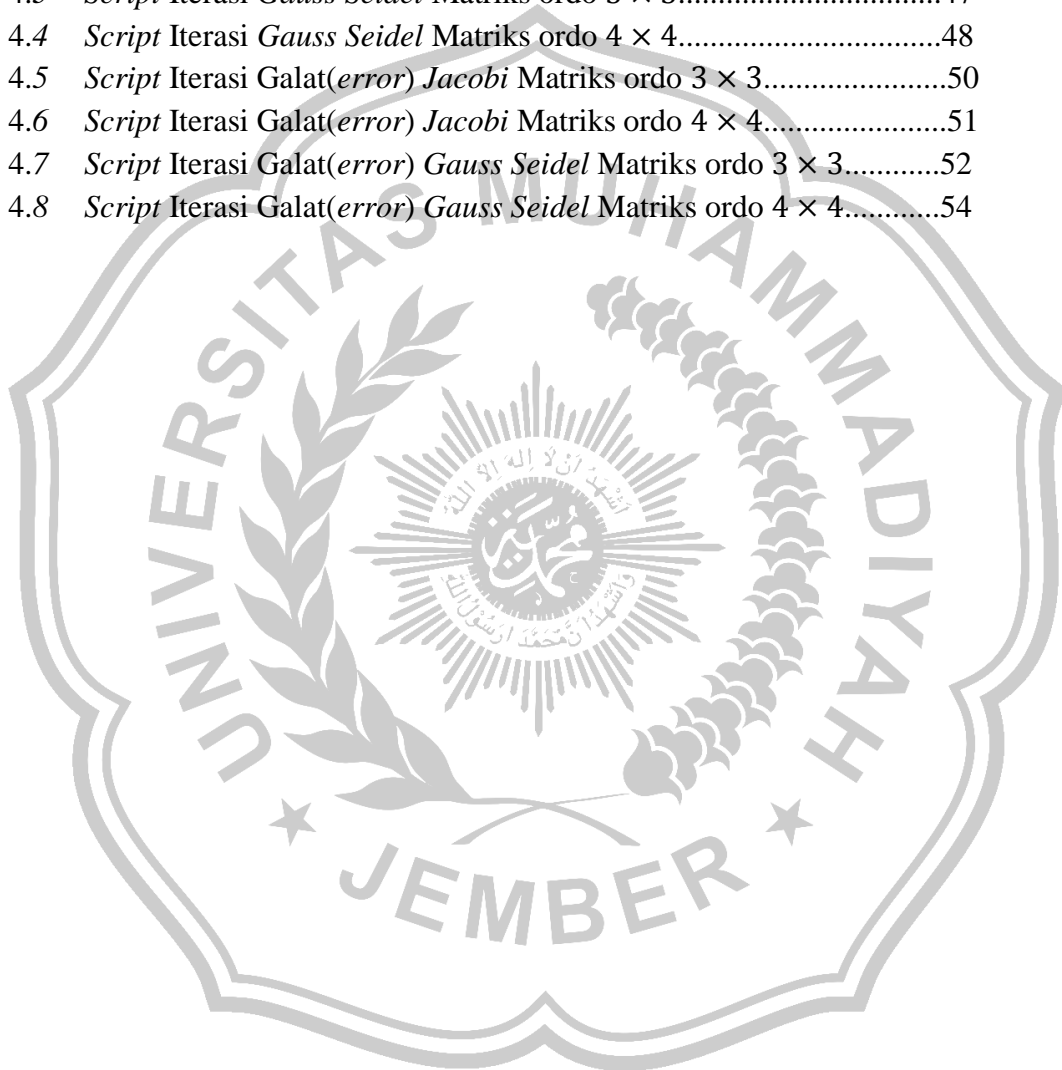 4.4 Script Iterasi Gauss Seidel Matriks ordo 4 × 4.................................48
4.5 Script Iterasi Galat(error) Jacobi Matriks ordo 3 × 3.......................50
4.6 Script Iterasi Galat(error) Jacobi Matriks ordo 4 × 4.......................51
4.7 Script Iterasi Galat(error) Gauss Seidel Matriks ordo 3 × 3............52
4.8 Script Iterasi Galat(error) Gauss Seidel Matriks ordo 4 × 4............54
UNIVERSITAS MUHAMMADIYAH
JEMBER